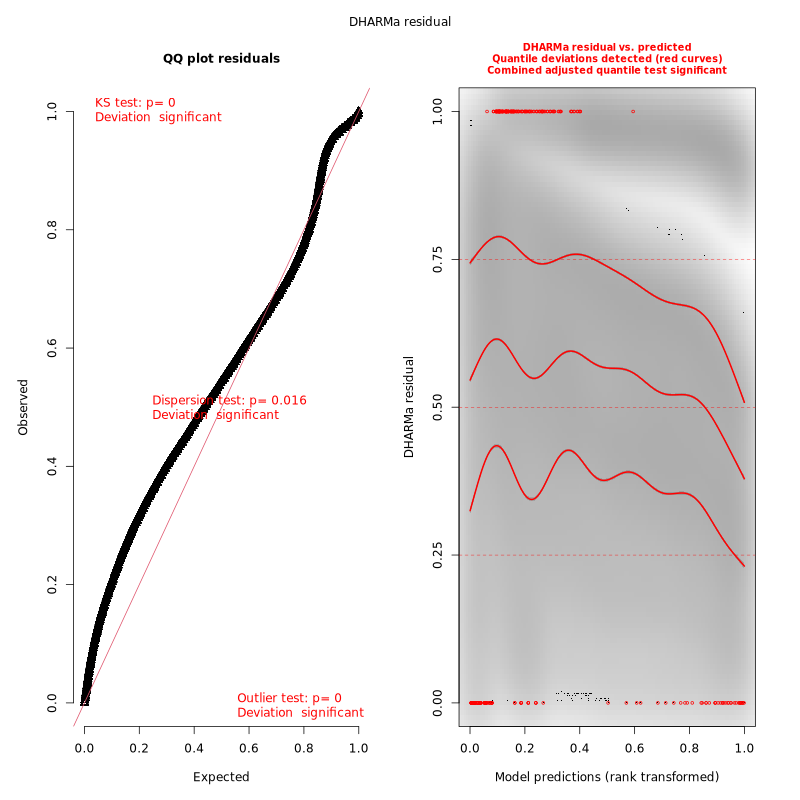 DHARMa residual
QQ plot residuals
KS test: p= 0
Deviation significant
Dispersion test: p= 0.016
Deviation significant
Outlier test: p= 0
Deviation significant
Observed
0.0
0.2
0.4
0.6
0.8
1.0
0.0 0.2 0.4 0.6 0.8 1.0
Expected
DHARMa residual vs. predicted
Quantile deviations detected (red curves)
Combined adjusted quantile test significant
DHARMa residual
0.00
0.25
0.50
0.75
1.00
0.0 0.2 0.4 0.6 0.8 1.0
Model predictions (rank transformed)